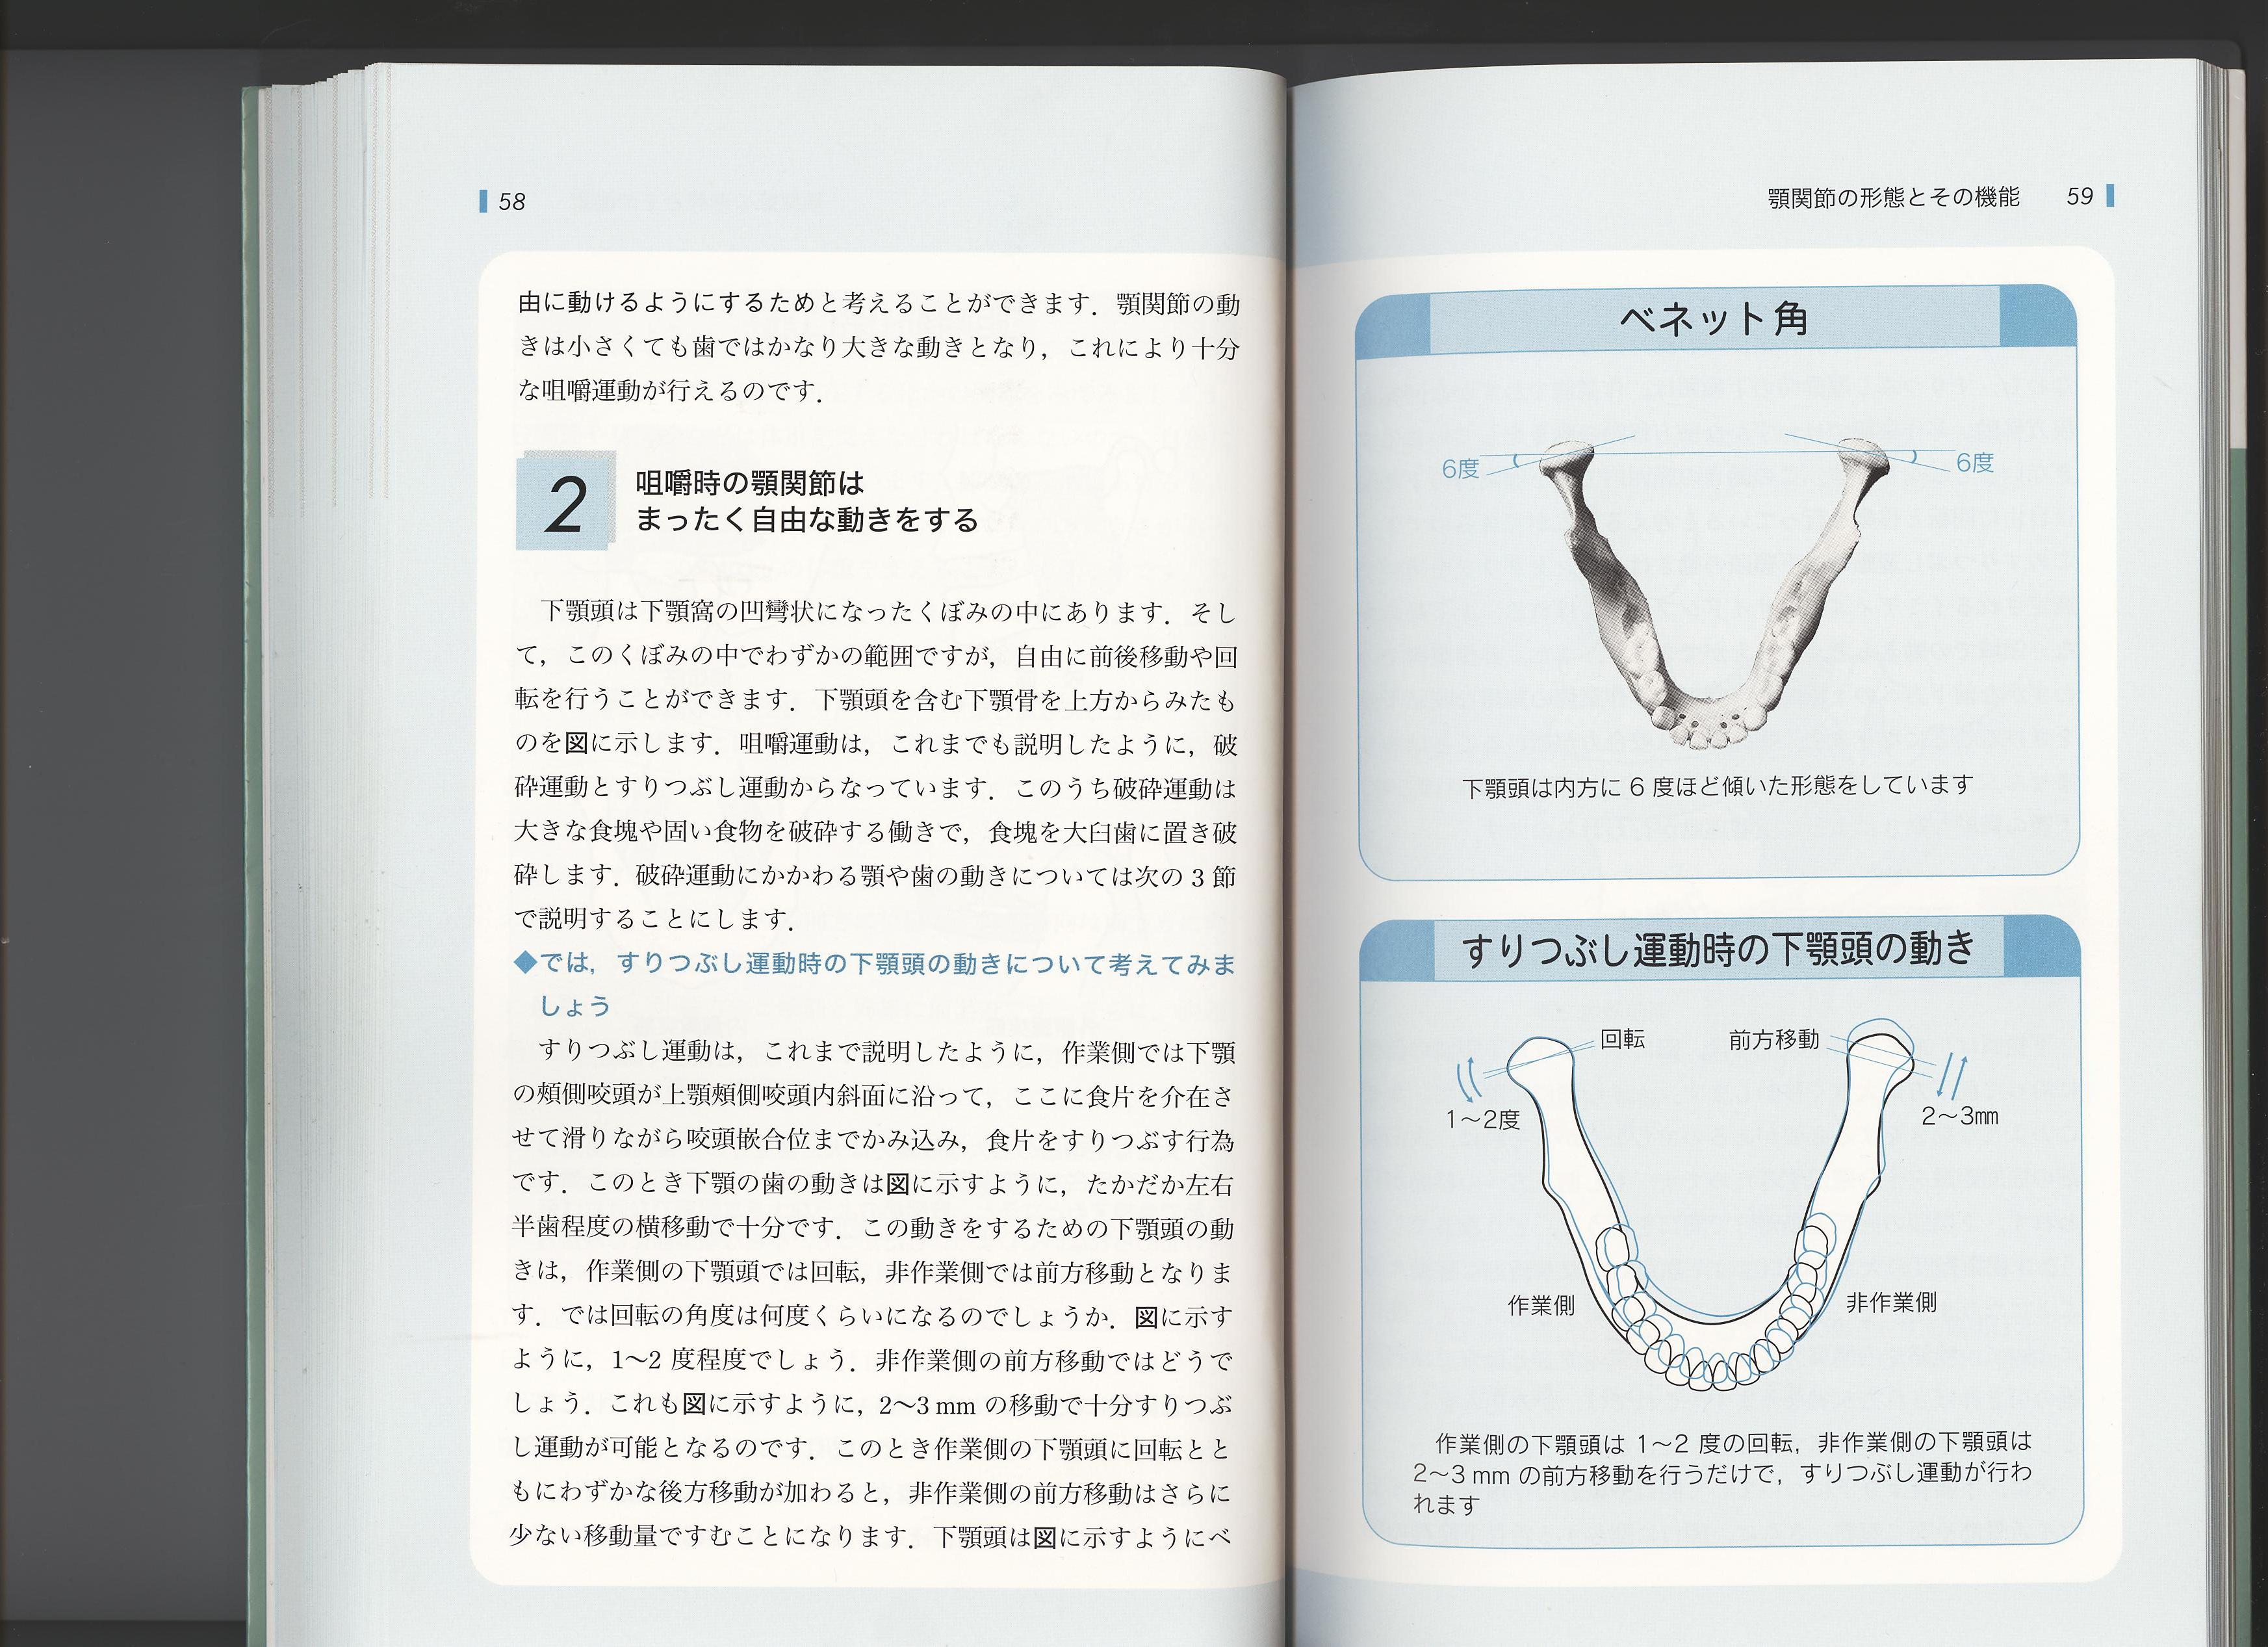 58
由に動けるようにするためと考えることができます．顎関節の動
きは小さくても歯ではかなり大きな動きとなり，これにより十分
な咀嚼運動が行えるのです．
2
咀嚼時の顎関節は
まったく自由な動きをする
下顎頭は下顎窩の凹彎状になったくぼみの中にあります．そし
て，このくぼみの中でわずかの範囲ですが，自由に前後移動や回
転を行うことができます．下顎頭を含む下顎骨を上方からみたも
のを図に示します．咀嚼運動は，これまでも説明したように，破
砕運動とすりつぶし運動からなっています．このうち破砕運動は
大きな食塊や固い食物を破砕する働きで，食塊を大臼歯に置き破
砕します．破砕運動にかかわる顎や歯の動きについては次の 3 節
で説明することにします．
◆では，すりつぶし運動時の下顎頭の動きについて考えてみま
しょう
すりつぶし運動は，これまで説明したように，作業側では下顎
の頰側咬頭が上顎頰側咬頭内斜面に沿って，ここに食片を介在さ
せて滑りながら咬頭嵌合位までかみ込み，食片をすりつぶす行為
です．このとき下顎の歯の動きは図に示すように，たかだか左右
半歯程度の横移動で十分です．この動きをするための下顎頭の動
きは，作業側の下顎頭では回転，非作業側では前方移動となりま
す．では回転の角度は何度くらいになるのでしょうか．図に示す
ように，1〜2 度程度でしょう．非作業側の前方移動ではどうで
しょう．これも図に示すように，2〜3 mm の移動で十分すりつぶ
し運動が可能となるのです．このとき作業側の下顎頭に回転とと
もにわずかな後方移動が加わると，非作業側の前方移動はさらに
少ない移動量ですむことになります．下顎頭は図に示すようにベ
顎関節の形態とその機能 59
ベネット角
6度
6度
下顎頭は内方に 6 度ほど傾いた形態をしています
すりつぶし運動時の下顎頭の動き
回転
前方移動
1〜2度
2〜3mm
作業側
非作業側
作業側の下顎頭は 1〜2 度の回転，非作業側の下顎頭は
2〜3 mm の前方移動を行うだけで，すりつぶし運動が行わ
れます